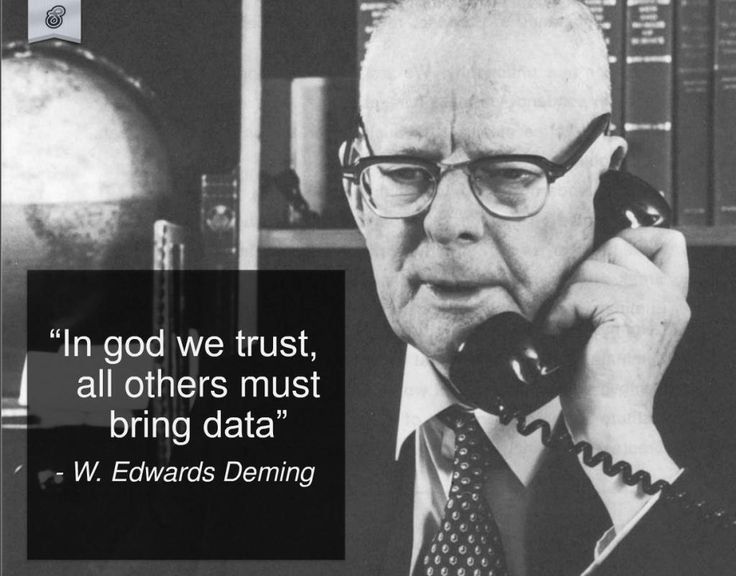 “In god we trust,
all others must
bring data”
- W. Edwards Deming